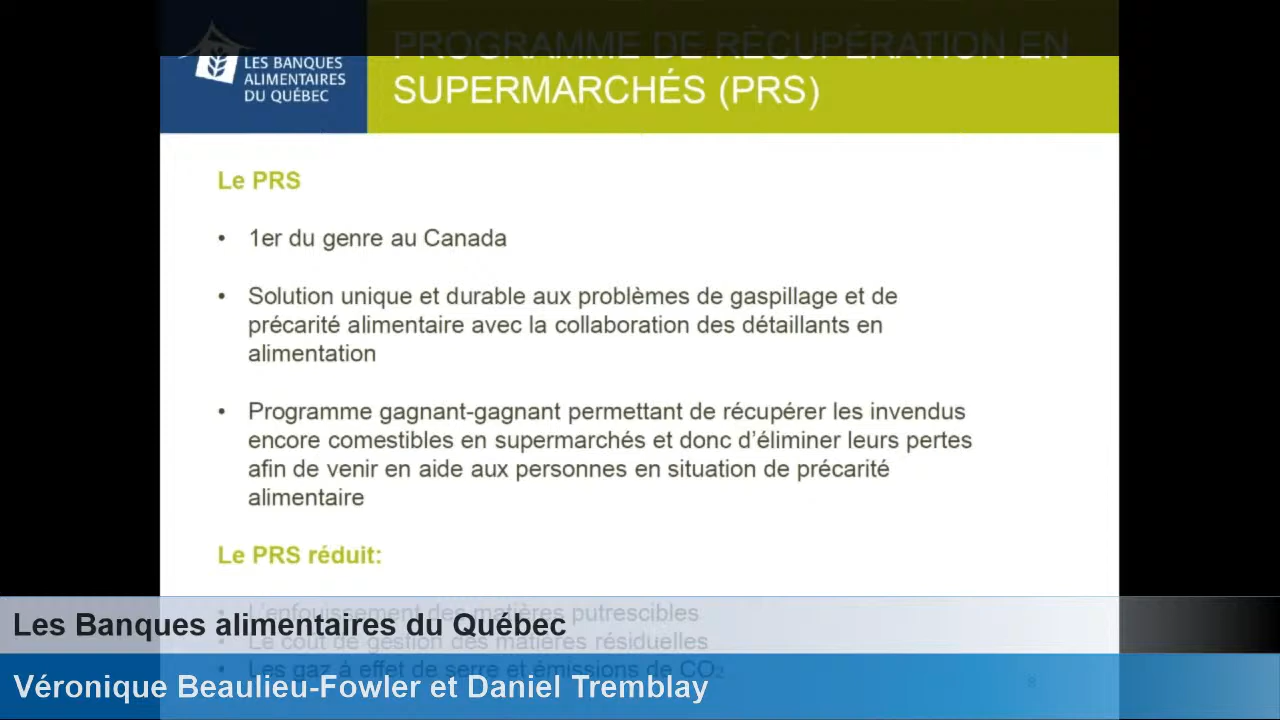 LES BANQUES
ALIMENTAIRES
DU QUÉBEC
PROGRAMME DE RÉCUPÉRATION EN
SUPERMARCHÉS (PRS)
Le PRS
• 1er du genre au Canada
• Solution unique et durable aux problèmes de gaspillage et de
précarité alimentaire avec la collaboration des détaillants en
alimentation
• Programme gagnant-gagnant permettant de récupérer les invendus
encore comestibles en supermarchés et donc d’éliminer leurs pertes
afin de venir en aide aux personnes en situation de précarité
alimentaire
Le PRS réduit:
• L’enfouissement des matières putrescibles
• Le coût de gestion des matières résiduelles
• Les gaz à effet de serre et émissions de CO₂
8
Les Banques alimentaires du Québec
Véronique Beaulieu-Fowler et Daniel Tremblay